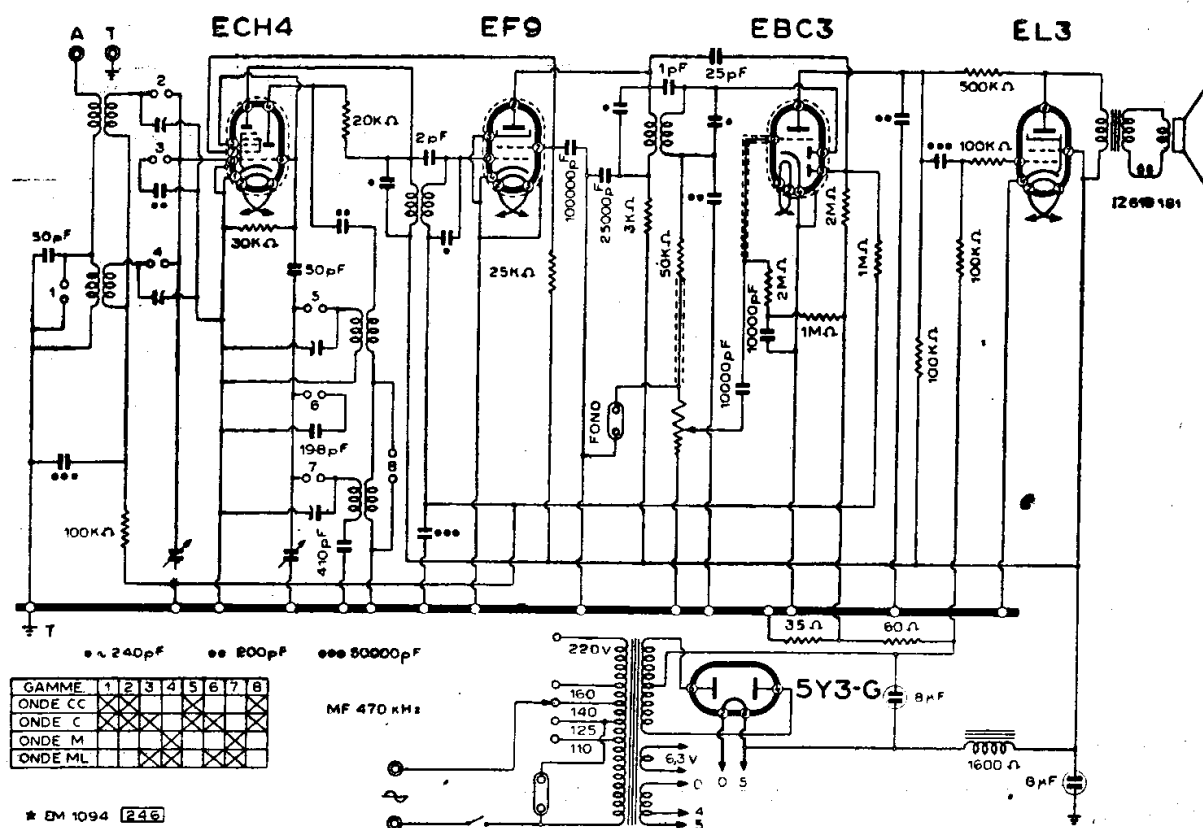 ECH4 EF9 EBC3 EL3
A T
2
3
4
1
50pF
20KΩ
2pF
1pF
25pF
500KΩ
100KΩ
30KΩ
50pF
100000pF
25000pF
3KΩ
50KΩ
25KΩ
2MΩ
2MΩ
1MΩ
1MΩ
10000pF
10000pF
100KΩ
100KΩ
5
6
198pF
7
8
410pF
FONO
100KΩ
T
35Ω
60Ω
•~240pF •• 200pF ••• 50000pF
GAMME 1 2 3 4 5 6 7 8
ONDE CC
ONDE C
ONDE M
ONDE ML
MF 470 KHz
220V
160
140
125
110
6,3V
5Y3-G
0 5
0
4
5
8μF
1600Ω
8μF
* EM 1094 246